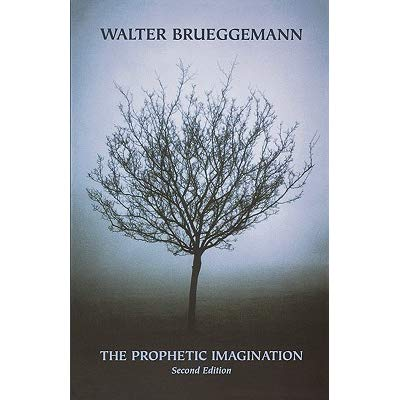 WALTER BRUEGGEMANN
THE PROPHETIC IMAGINATION
Second Edition